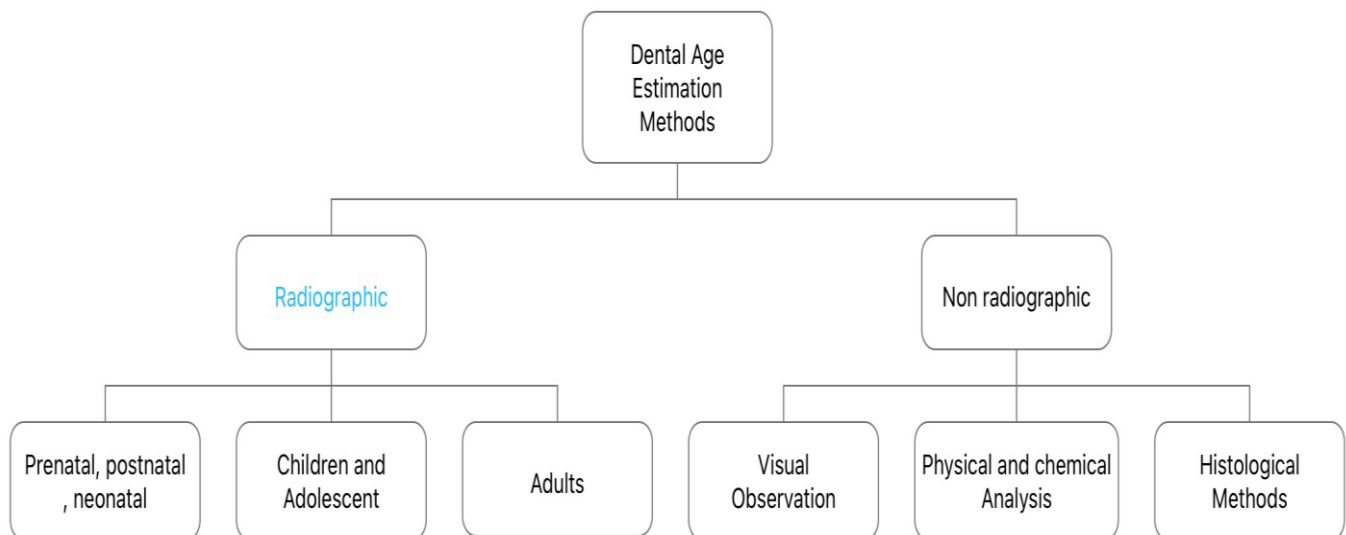 Dental Age
Estimation
Methods
Radiographic
Non radiographic
Prenatal, postnatal
, neonatal
Children and
Adolescent
Adults
Visual
Observation
Physical and chemical
Analysis
Histological
Methods